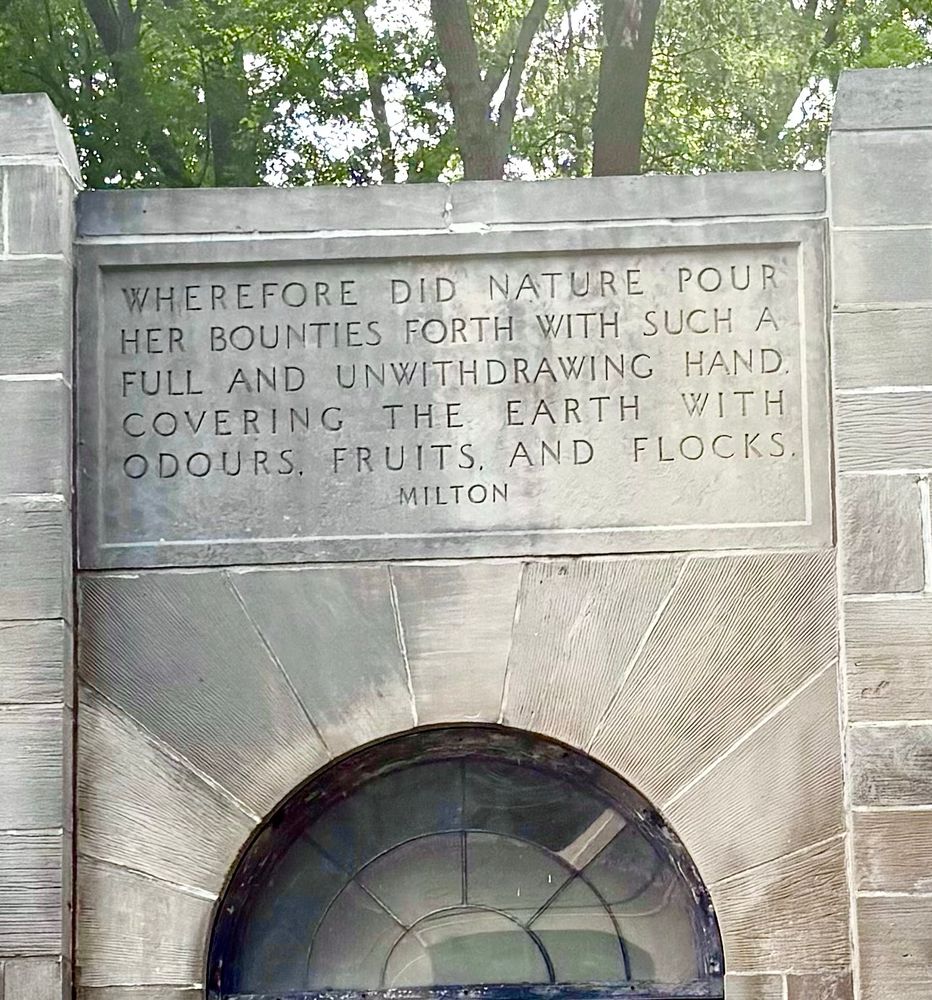 WHEREFORE DID NATURE POUR
HER BOUNTIES FORTH WITH SUCH A
FULL AND UNWITHDRAWING HAND,
COVERING THE EARTH WITH
ODOURS, FRUITS, AND FLOCKS,
MILTON